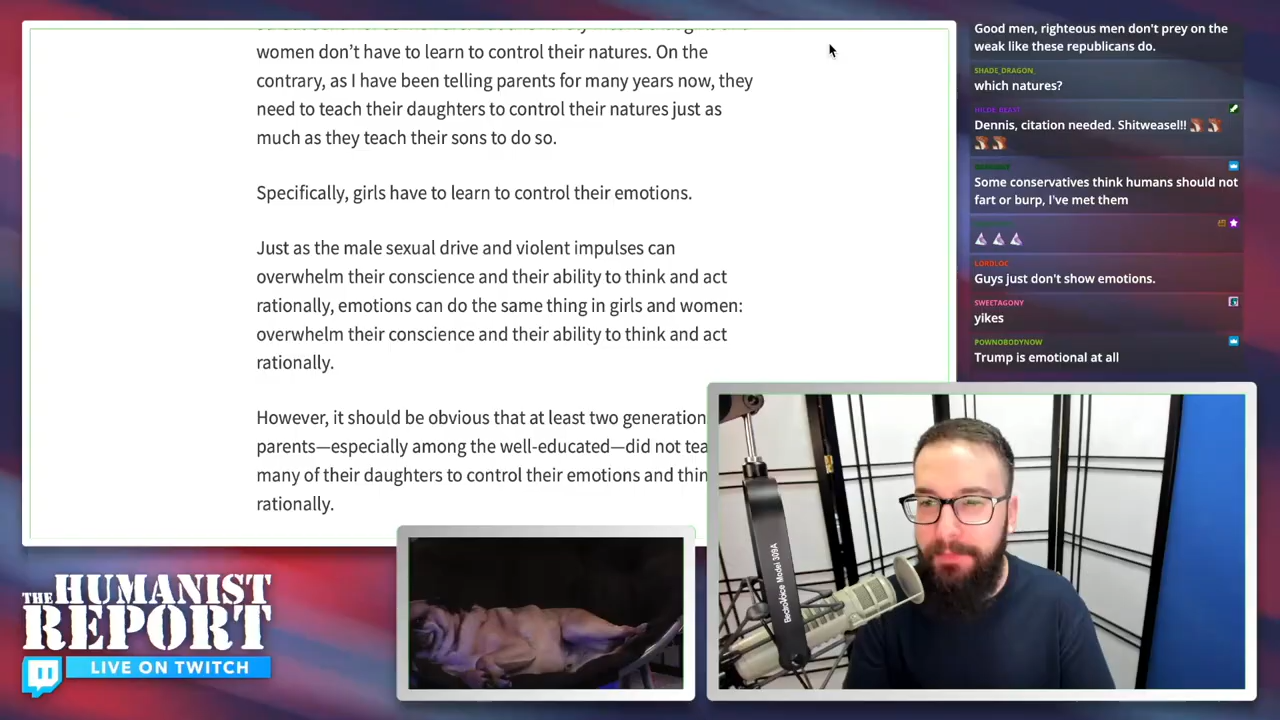 women don’t have to learn to control their natures. On the
contrary, as I have been telling parents for many years now, they
need to teach their daughters to control their natures just as
much as they teach their sons to do so.
Specifically, girls have to learn to control their emotions.
Just as the male sexual drive and violent impulses can
overwhelm their conscience and their ability to think and act
rationally, emotions can do the same thing in girls and women:
overwhelm their conscience and their ability to think and act
rationally.
However, it should be obvious that at least two generation
parents—especially among the well-educated—did not tea
many of their daughters to control their emotions and thin
rationally.
Good men, righteous men don't prey on the
weak like these republicans do.
SHADE_DRAGON_
which natures?
HILDE_BEAST
Dennis, citation needed. Shitweasel!!
Some conservatives think humans should not
fart or burp, I've met them
LORDLOC
Guys just don't show emotions.
SWEETAGONY
yikes
POWNOBODYNOW
Trump is emotional at all
THE HUMANIST
REPORT
LIVE ON TWITCH
ElectroVoice Model 309A